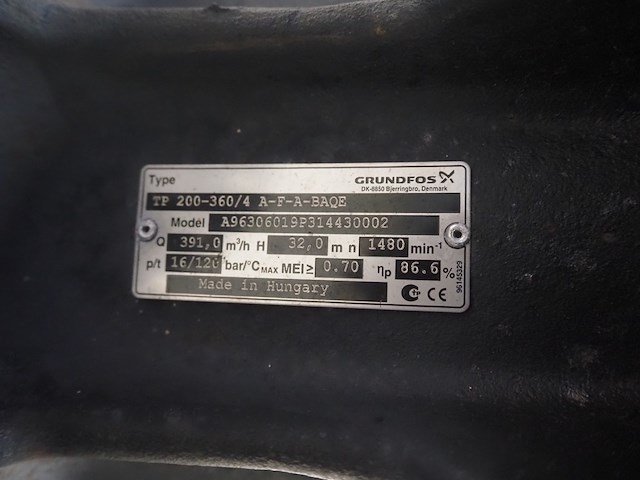 Type GRUNDFOS
DK-8850 Bjerringbro, Denmark
TP 200-360/4 A-F-A-BAQE
Model A96306019P314430002
Q 391,0 m³/h H 32,0 m n 1480 min⁻¹
p/t 16/120 bar/°C MAX MEI ≥ 0.70 ηp 86.6 %
Made in Hungary CE
96145329